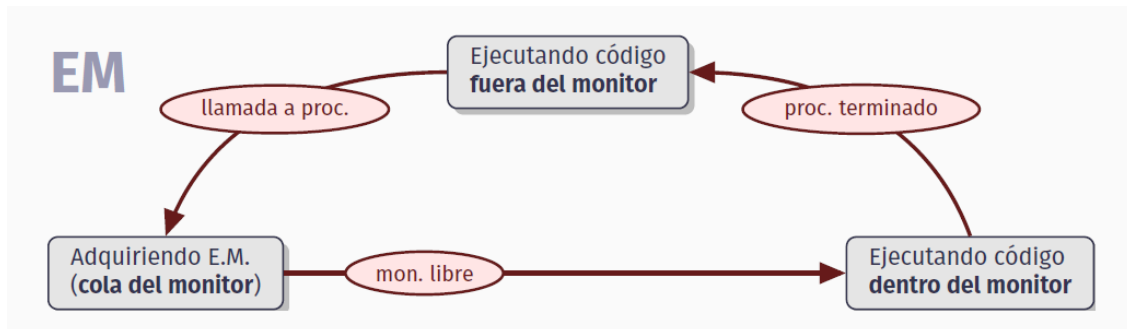 EM
Ejecutando código
fuera del monitor
llamada a proc.
proc. terminado
Adquiriendo E.M.
(cola del monitor)
mon. libre
Ejecutando código
dentro del monitor